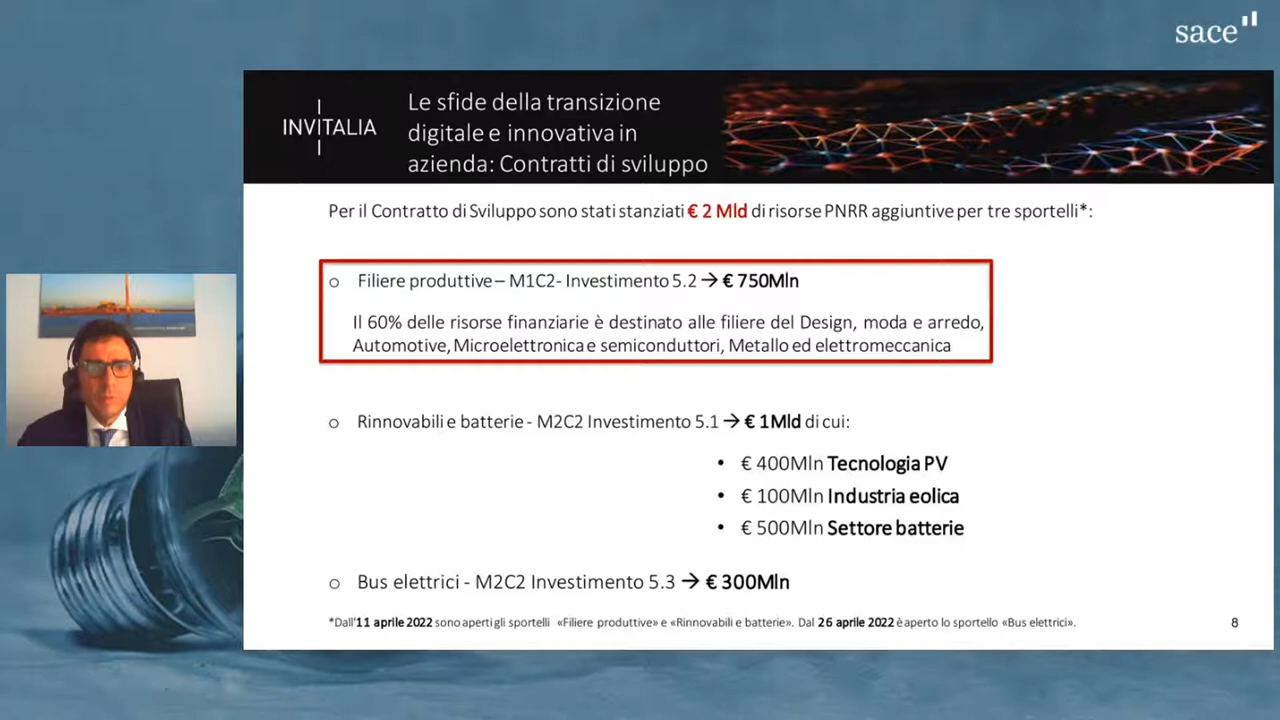 sace
INVITALIA
Le sfide della transizione
digitale e innovativa in
azienda: Contratti di sviluppo
Per il Contratto di Sviluppo sono stati stanziati € 2 Mld di risorse PNRR aggiuntive per tre sportelli*:
o Filiere produttive – M1C2- Investimento 5.2 → € 750Mln
Il 60% delle risorse finanziarie è destinato alle filiere del Design, moda e arredo,
Automotive, Microelettronica e semiconduttori, Metallo ed elettromeccanica
o Rinnovabili e batterie - M2C2 Investimento 5.1 → € 1Mld di cui:
• € 400Mln Tecnologia PV
• € 100Mln Industria eolica
• € 500Mln Settore batterie
o Bus elettrici - M2C2 Investimento 5.3 → € 300Mln
*Dall'11 aprile 2022 sono aperti gli sportelli «Filiere produttive» e «Rinnovabili e batterie». Dal 26 aprile 2022 è aperto lo sportello «Bus elettrici».
8